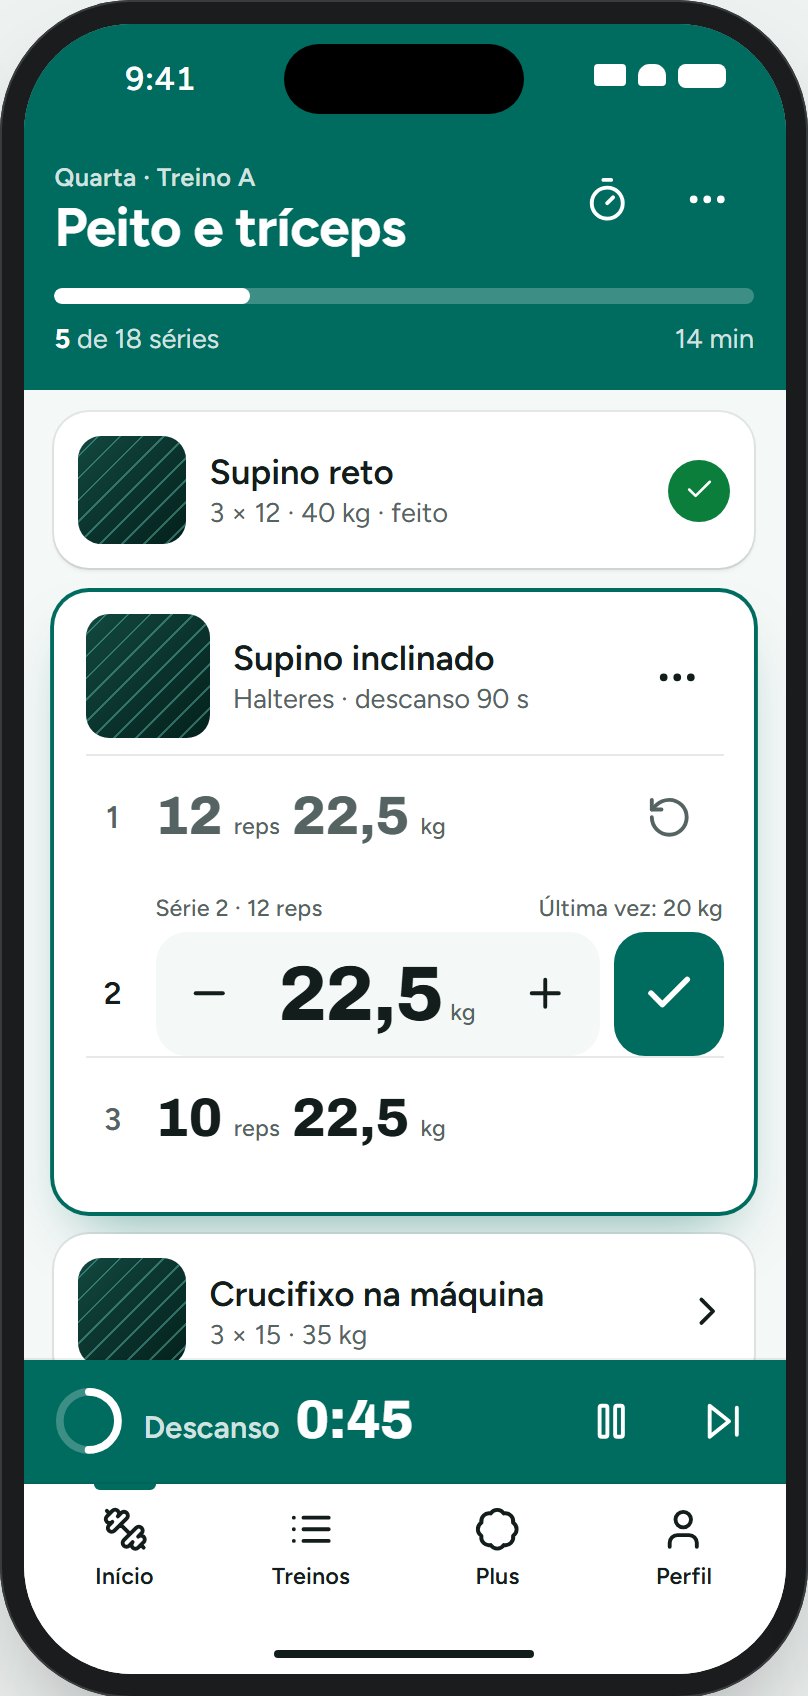 9:41
Quarta · Treino A
Peito e tríceps
5 de 18 séries
14 min
Supino reto
3 × 12 · 40 kg · feito
Supino inclinado
Halteres · descanso 90 s
1 12 reps 22,5 kg
Série 2 · 12 reps
Última vez: 20 kg
2 22,5 kg
3 10 reps 22,5 kg
Crucifixo na máquina
3 × 15 · 35 kg
Descanso 0:45
Início
Treinos
Plus
Perfil